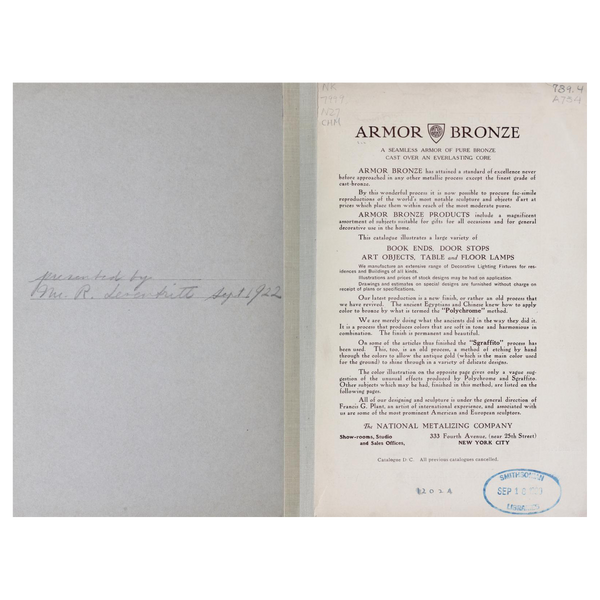 presented by
Mr. R. Sept. 1922
NK
7999
N27
CHM
739.4
A754
ARMOR BRONZE
A SEAMLESS ARMOR OF PURE BRONZE
CAST OVER AN EVERLASTING CORE
ARMOR BRONZE has attained a standard of excellence never
before approached in any other metallic process except the finest grade of
cast-bronze.
By this wonderful process it is now possible to procure fac-simile
reproductions of the world's most notable sculpture and objects d'art at
prices which place them within reach of the most moderate purse.
ARMOR BRONZE PRODUCTS include a magnificent
assortment of subjects suitable for gifts for all occasions and for general
decorative use in the home.
This catalogue illustrates a large variety of
BOOK ENDS, DOOR STOPS
ART OBJECTS, TABLE and FLOOR LAMPS
We manufacture an extensive range of Decorative Lighting Fixtures for res-
idences and Buildings of all kinds.
Illustrations and prices of stock designs may be had on application
Drawings and estimates on special designs are furnished without charge on
receipt of plans or specifications.
Our latest production is a new finish, or rather an old process that
we have revived. The ancient Egyptians and Chinese knew how to apply
color to bronze by what is termed the "Polychrome" method.
We are merely doing what the ancients did in the way they did it.
It is a process that produces colors that are soft in tone and harmonious in
combination. The finish is permanent and beautiful.
On some of the articles thus finished the "Sgraffito" process has
been used. This, too, is an old process, a method of etching by hand
through the colors to allow the antique gold (which is the main color used
for the ground) to shine through in a variety of delicate designs.
The color illustration on the opposite page gives only a vague sug-
gestion of the unusual effects produced by Polychrome and Sgraffito.
Other subjects which may be had, finished in this method, are listed on the
following pages.
All of our designing and sculpture is under the general direction of
Francis G. Plant, an artist of international experience, and associated with
us are some of the most prominent American and European sculptors.
The NATIONAL METALIZING COMPANY
Show-rooms, Studio 333 Fourth Avenue, (near 25th Street)
and Sales Offices, NEW YORK CITY
Catalogue D C. All previous catalogues cancelled.
SMITHSONIAN
SEP 18
LIBRARIES